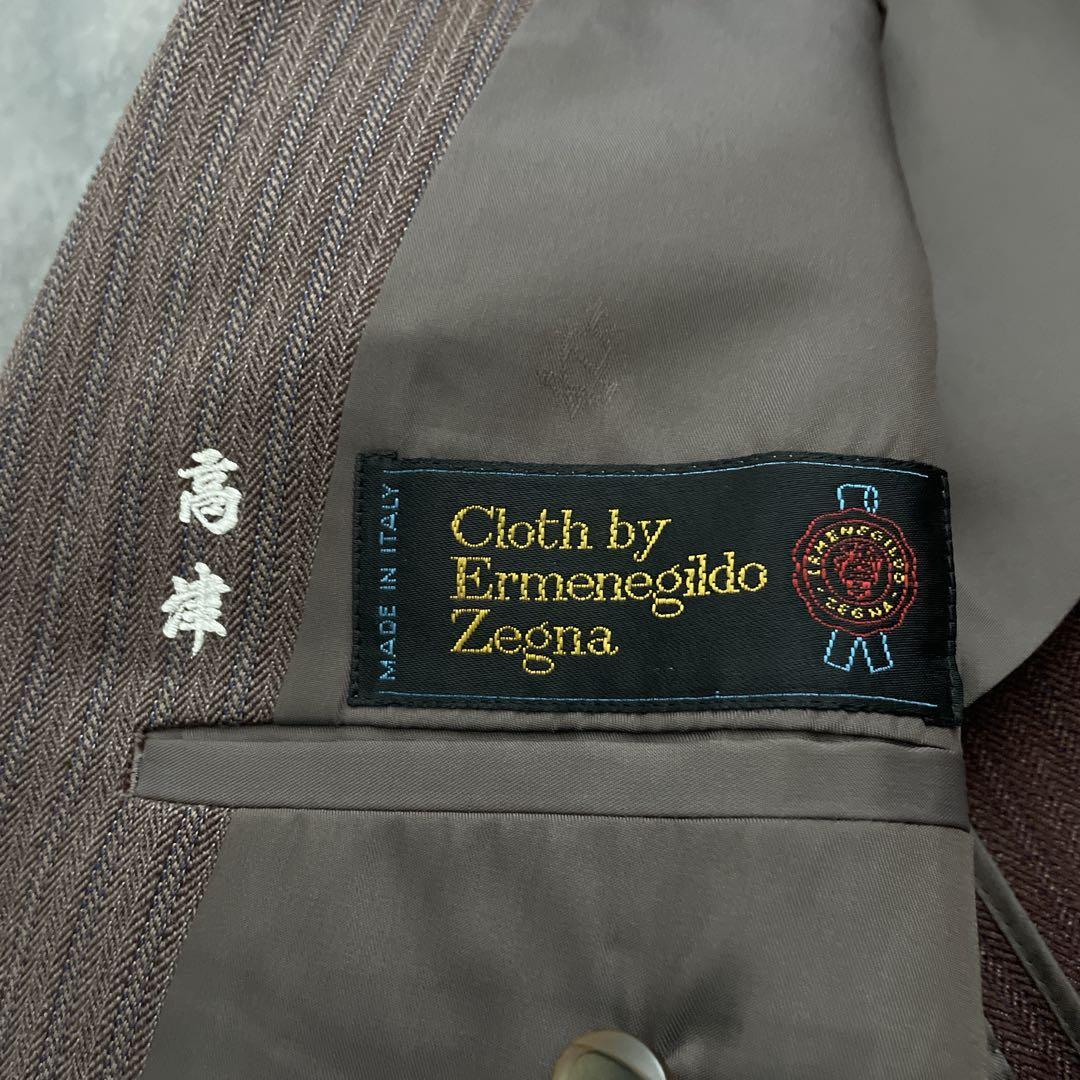 高
津
MADE IN ITALY
Cloth by
Ermenegildo
Zegna
ERMENEGILDO
ZEGNA